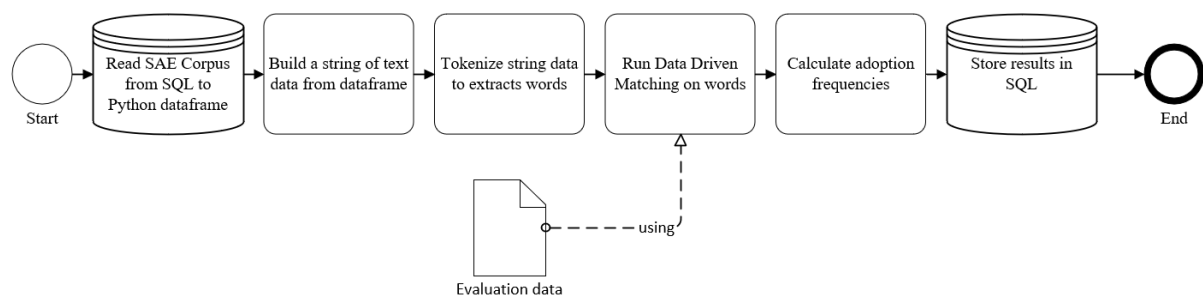 Start
Read SAE Corpus
from SQL to
Python dataframe
Build a string of text
data from dataframe
Tokenize string data
to extracts words
Run Data Driven
Matching on words
Calculate adoption
frequencies
Store results in
SQL
End
using
Evaluation data